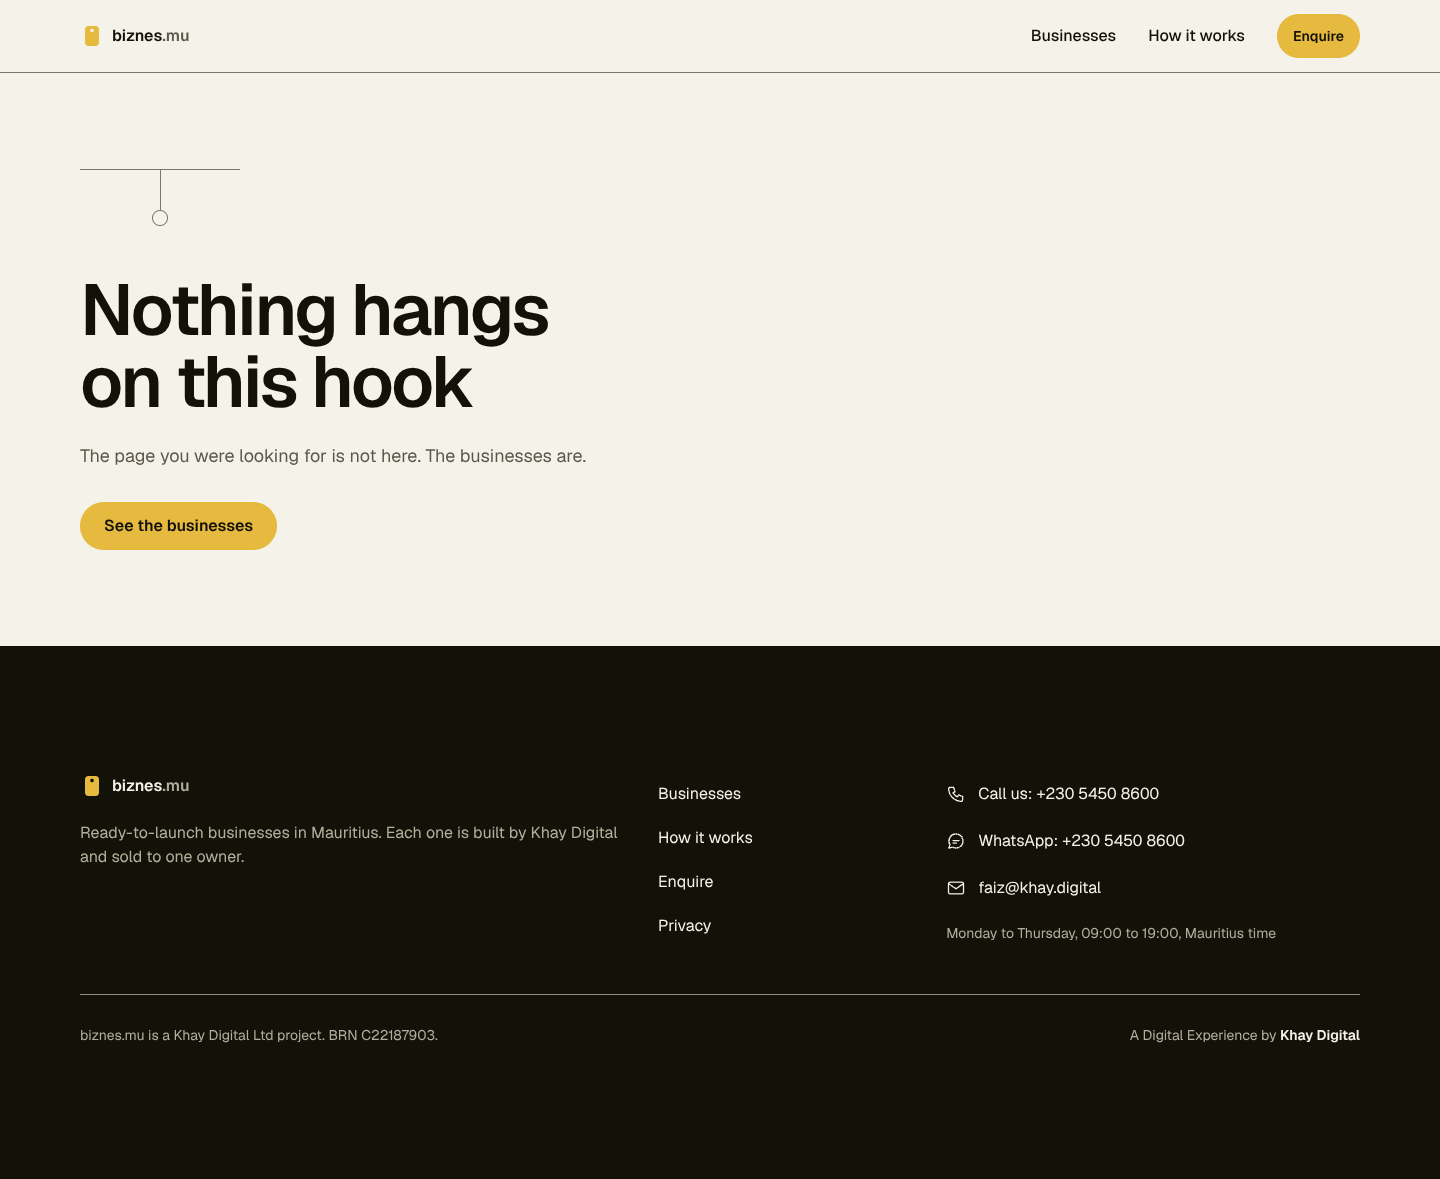 biznes.mu
Businesses
How it works
Enquire
Nothing hangs
on this hook
The page you were looking for is not here. The businesses are.
See the businesses
biznes.mu
Ready-to-launch businesses in Mauritius. Each one is built by Khay Digital
and sold to one owner.
Businesses
How it works
Enquire
Privacy
Call us: +230 5450 8600
WhatsApp: +230 5450 8600
faiz@khay.digital
Monday to Thursday, 09:00 to 19:00, Mauritius time
biznes.mu is a Khay Digital Ltd project. BRN C22187903.
A Digital Experience by Khay Digital